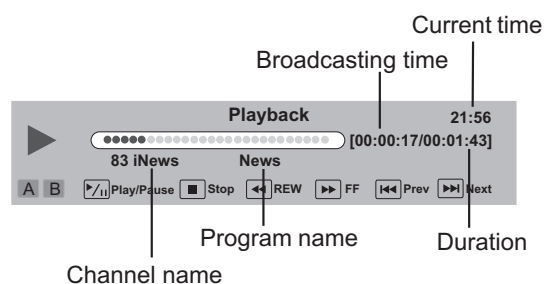 Current time
Broadcasting time
Playback 21:56
[00:00:17/00:01:43]
83 iNews News
A B Play/Pause Stop REW FF Prev Next
Program name Duration
Channel name